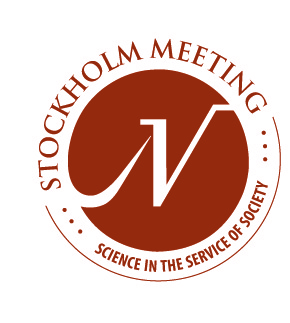 STOCKHOLM MEETING
N
SCIENCE IN THE SERVICE OF SOCIETY